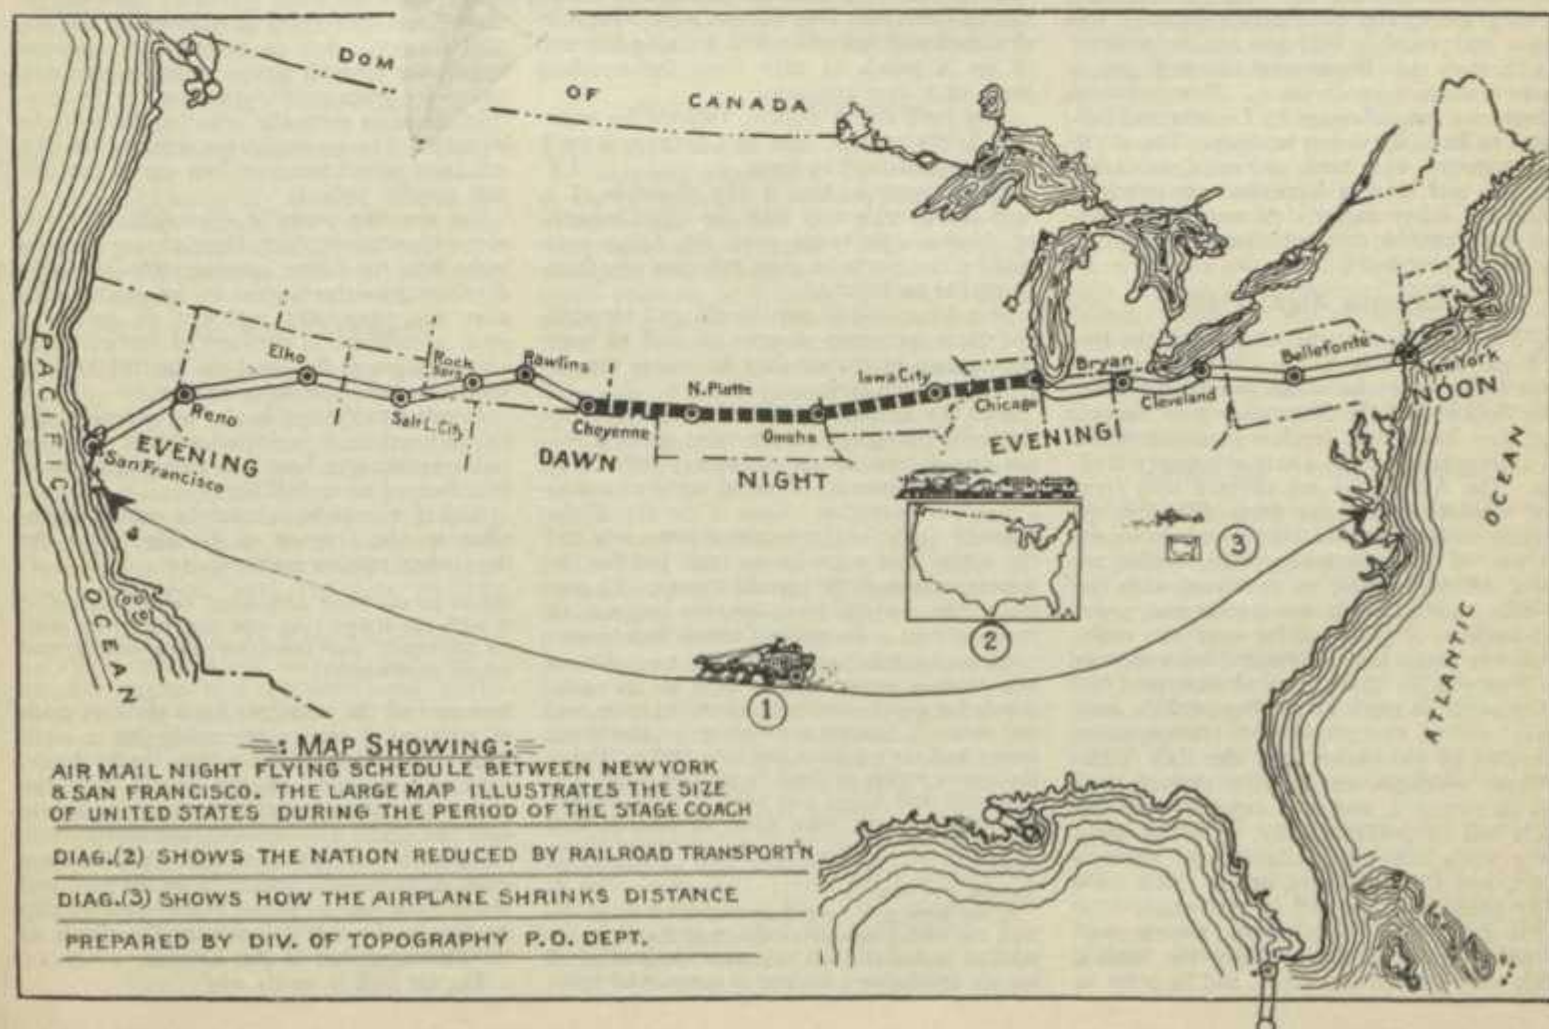 DOM
OF CANADA
Elko
Rock
Sprg
Rawlins
N. Platte
Iowa City
Bryan
Bellefonte
New York
NOON
Reno
Salt L. City
Cheyenne
Omaha
Chicago
Cleveland
San Francisco
EVENING
DAWN
NIGHT
EVENING
PACIFIC
OCEAN
ATLANTIC
OCEAN
1
2
3
MAP SHOWING:
AIR MAIL NIGHT FLYING SCHEDULE BETWEEN NEW YORK
& SAN FRANCISCO. THE LARGE MAP ILLUSTRATES THE SIZE
OF UNITED STATES DURING THE PERIOD OF THE STAGE COACH
DIAG.(2) SHOWS THE NATION REDUCED BY RAILROAD TRANSPORT'N
DIAG.(3) SHOWS HOW THE AIRPLANE SHRINKS DISTANCE
PREPARED BY DIV. OF TOPOGRAPHY P.O. DEPT.